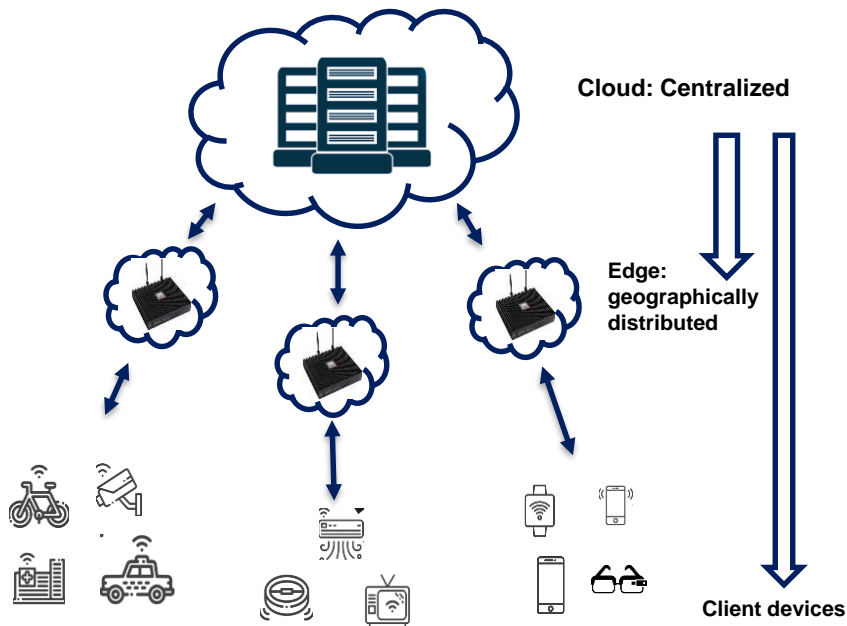 Cloud: Centralized
Edge:
geographically
distributed
Client devices